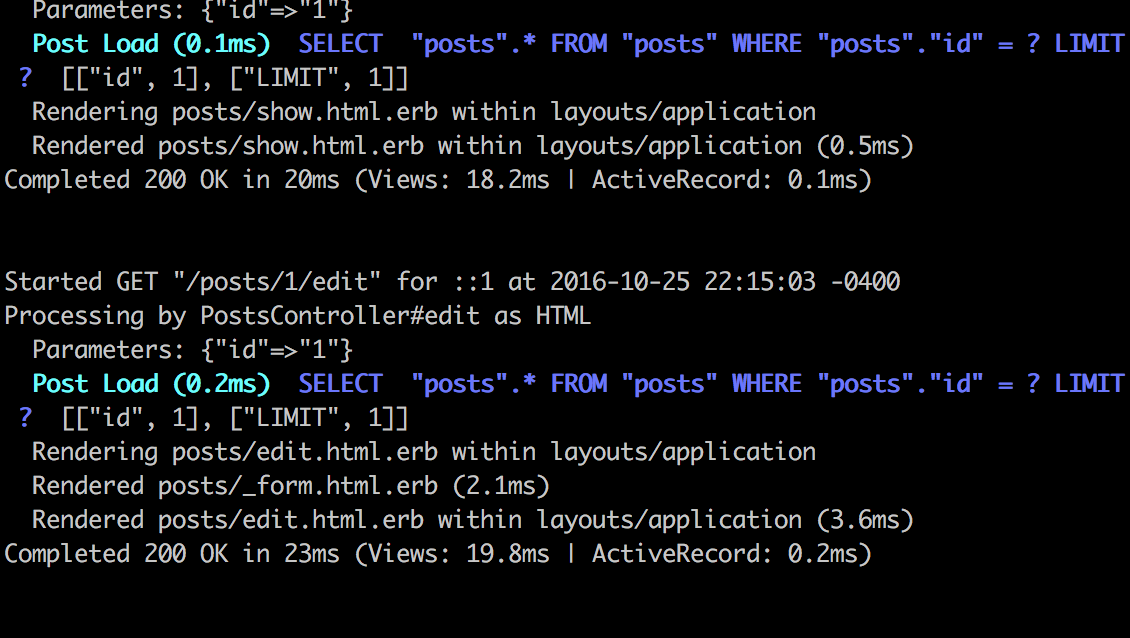 Parameters: {"id"=>"1"}
Post Load (0.1ms)  SELECT  "posts".* FROM "posts" WHERE "posts"."id" = ? LIMIT
?  [["id", 1], ["LIMIT", 1]]
Rendering posts/show.html.erb within layouts/application
Rendered posts/show.html.erb within layouts/application (0.5ms)
Completed 200 OK in 20ms (Views: 18.2ms | ActiveRecord: 0.1ms)
Started GET "/posts/1/edit" for ::1 at 2016-10-25 22:15:03 -0400
Processing by PostsController#edit as HTML
Parameters: {"id"=>"1"}
Post Load (0.2ms)  SELECT  "posts".* FROM "posts" WHERE "posts"."id" = ? LIMIT
?  [["id", 1], ["LIMIT", 1]]
Rendering posts/edit.html.erb within layouts/application
Rendered posts/_form.html.erb (2.1ms)
Rendered posts/edit.html.erb within layouts/application (3.6ms)
Completed 200 OK in 23ms (Views: 19.8ms | ActiveRecord: 0.2ms)